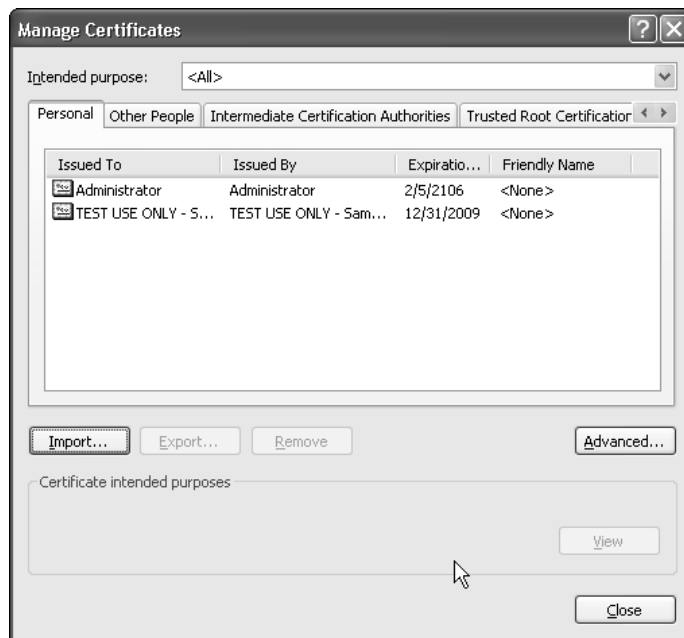 Manage Certificates
Intended purpose: <All>
Personal Other People Intermediate Certification Authorities Trusted Root Certification
Issued To Issued By Expiratio... Friendly Name
Administrator Administrator 2/5/2106 <None>
TEST USE ONLY - S... TEST USE ONLY - Sam... 12/31/2009 <None>
Import... Export... Remove Advanced...
Certificate intended purposes
View
Close